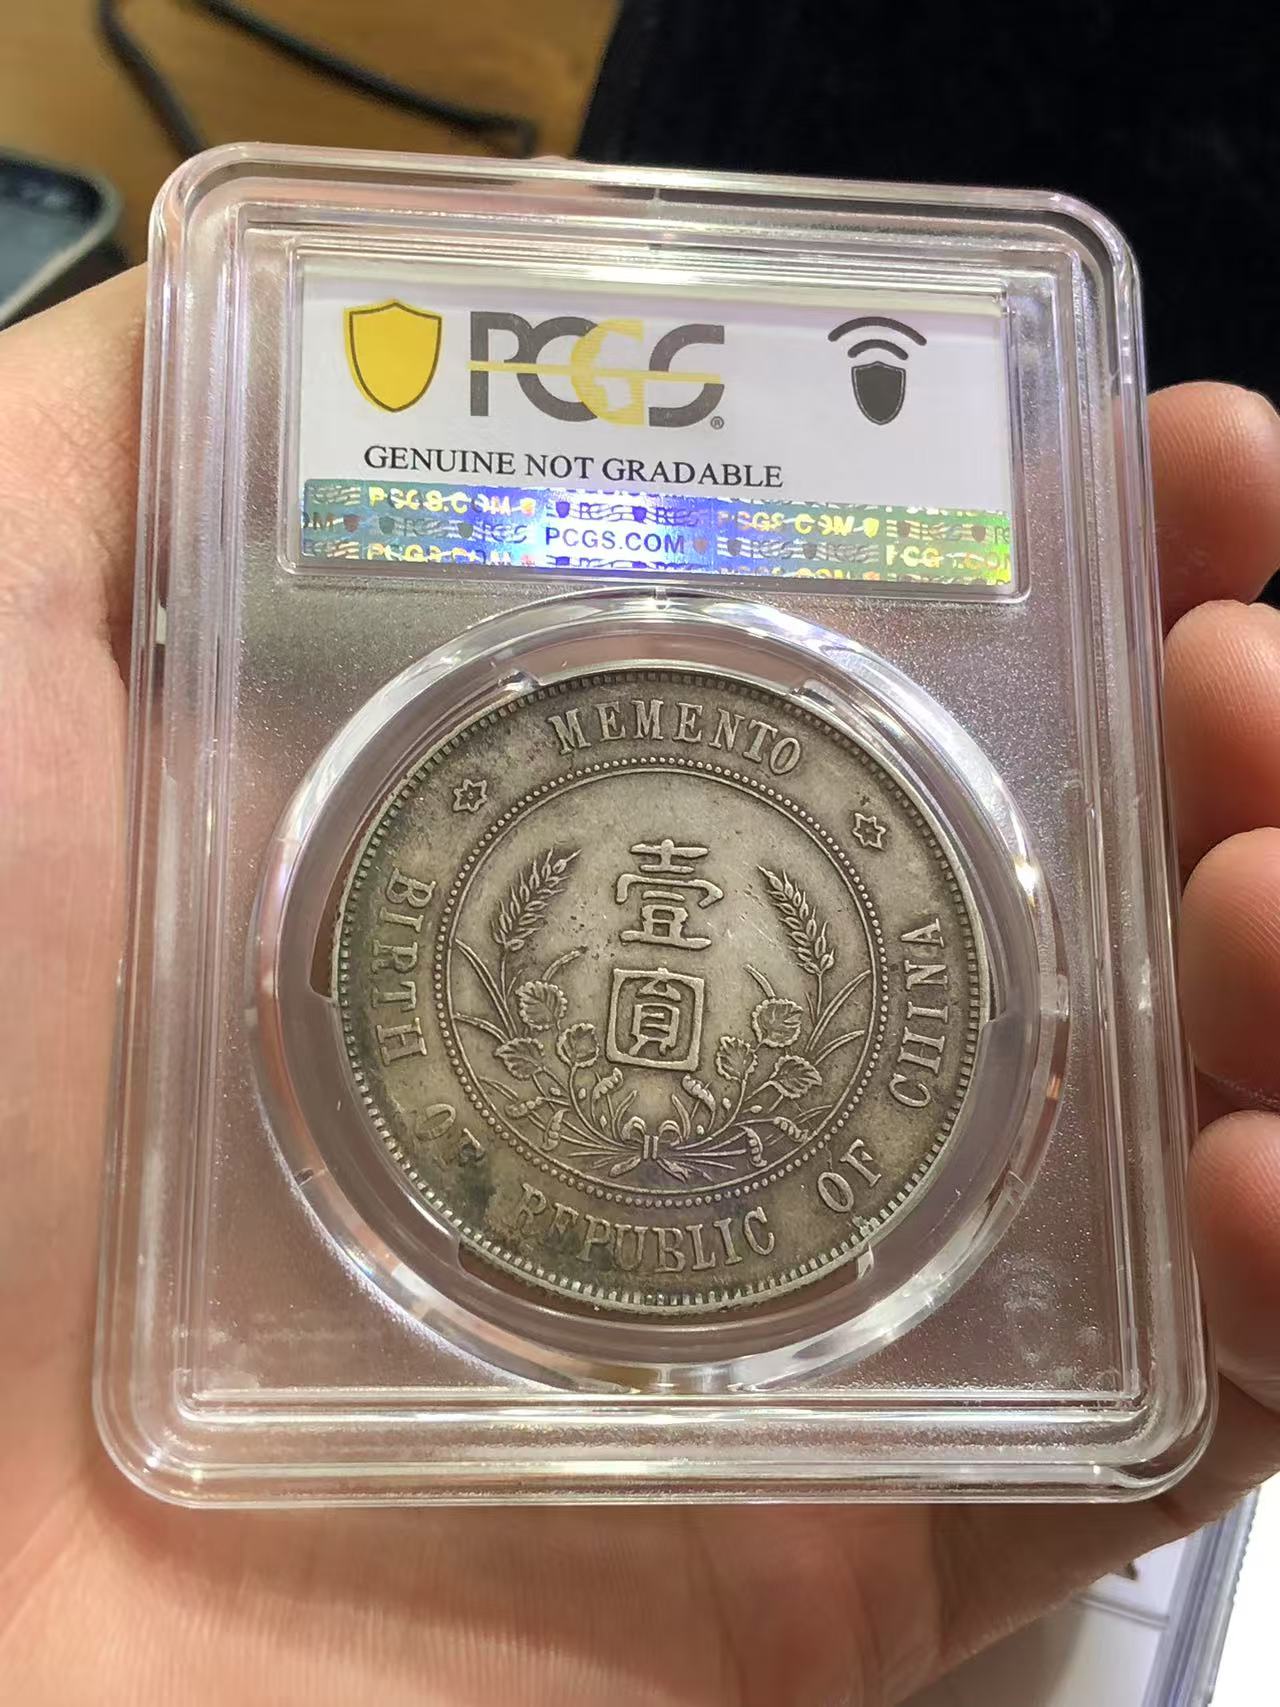 PCGS®
GENUINE NOT GRADABLE
PCGS.COM
MEMENTO
BIRTH OF REPUBLIC OF CHINA
壹
圓